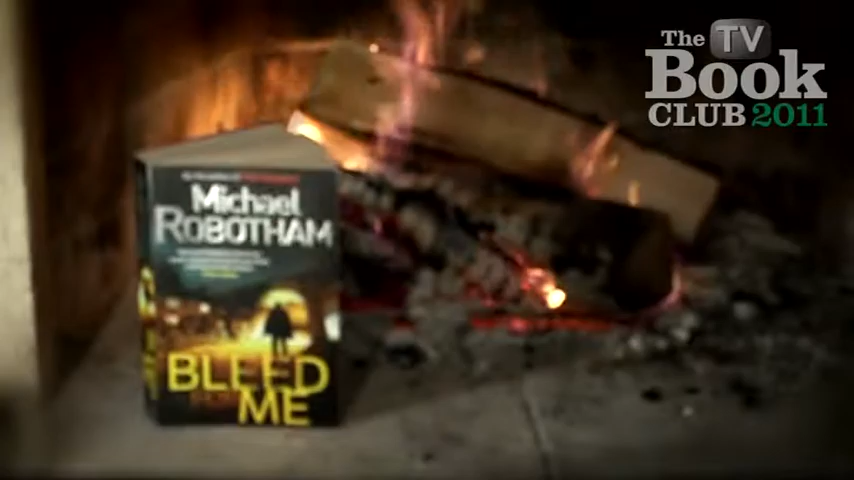 The TV
Book
CLUB 2011
Michael
ROBOTHAM
BLEED
ME